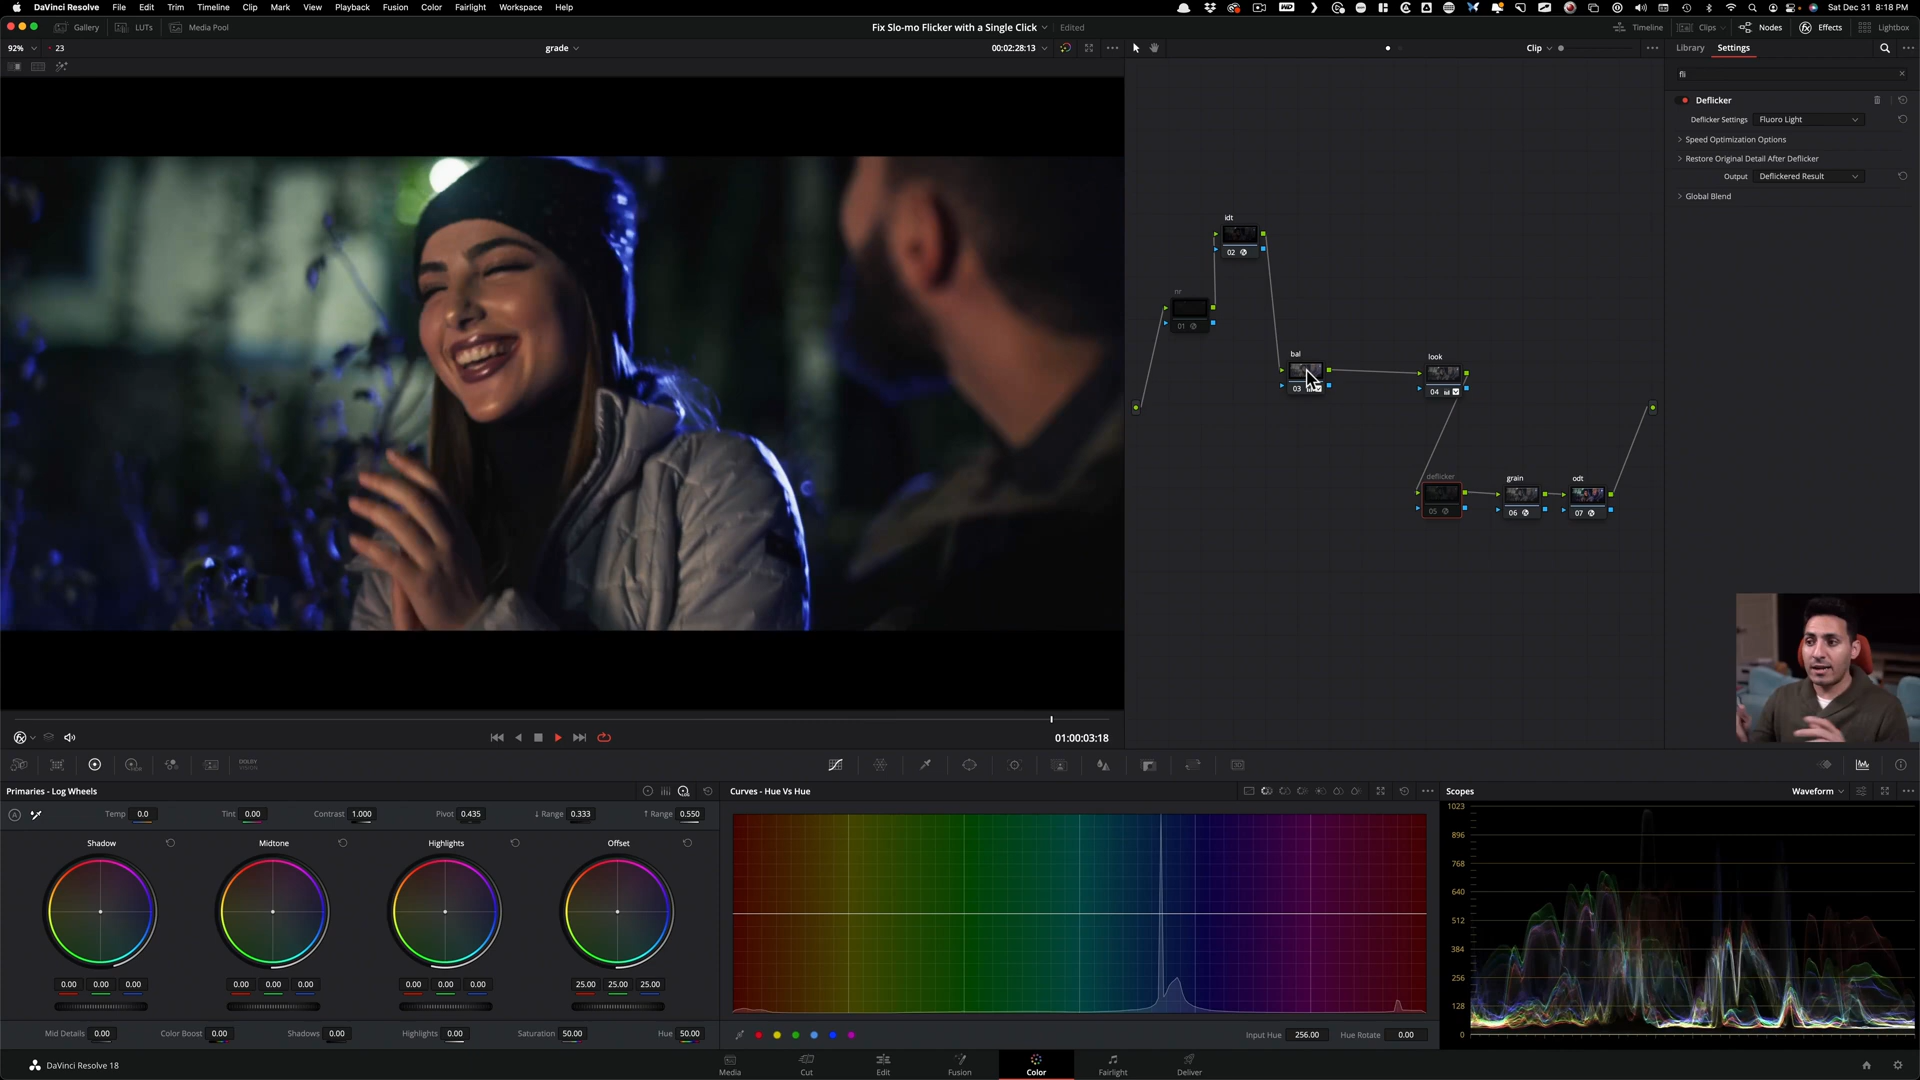 DaVinci Resolve File Edit Trim Timeline Clip Mark View Playback Fusion Color Fairlight Workspace Help
Sat Dec 31 8:18 PM
Gallery LUTs Media Pool
Fix Slo-mo Flicker with a Single Click Edited
Timeline Clips Nodes Effects Lightbox
92% 23 grade 00:02:28:13
Clip
Library Settings
fli
Deflicker
Deflicker Settings Fluoro Light
Speed Optimization Options
Restore Original Detail After Deflicker
Output Deflickered Result
Global Blend
idt
02
nr
01
bal
03
look
04
deflicker
05
grain
06
odt
07
01:00:03:18
DOLBY
VISION
Primaries - Log Wheels
Temp 0.0 Tint 0.00 Contrast 1.000 Pivot 0.435 ↓ Range 0.333 ↑ Range 0.550
Shadow Midtone Highlights Offset
0.00 0.00 0.00 0.00 0.00 0.00 0.00 0.00 0.00 25.00 25.00 25.00
Mid Details 0.00 Color Boost 0.00 Shadows 0.00 Highlights 0.00 Saturation 50.00 Hue 50.00
Curves - Hue Vs Hue
Input Hue 256.00 Hue Rotate 0.00
Scopes Waveform
1023
896
768
640
512
384
256
128
0
DaVinci Resolve 18
Media Cut Edit Fusion Color Fairlight Deliver